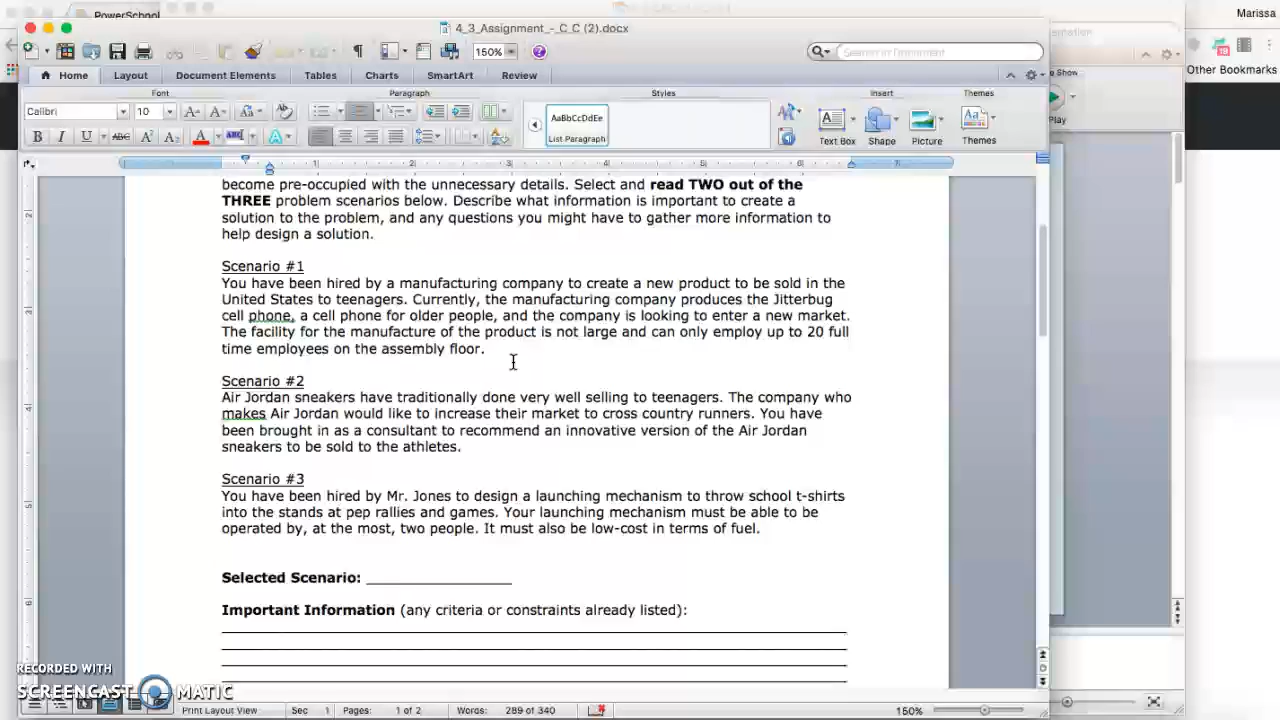 PowerSchool
Marissa
4_3_Assignment_-_C_C (2).docx
150%
Search in Document
Other Bookmarks
Home Layout Document Elements Tables Charts SmartArt Review
Font Paragraph Styles Insert Themes
Calibri 10
AaBbCcDdEe
List Paragraph
Text Box Shape Picture Themes
Play
become pre-occupied with the unnecessary details. Select and read TWO out of the
THREE problem scenarios below. Describe what information is important to create a
solution to the problem, and any questions you might have to gather more information to
help design a solution.
Scenario #1
You have been hired by a manufacturing company to create a new product to be sold in the
United States to teenagers. Currently, the manufacturing company produces the Jitterbug
cell phone, a cell phone for older people, and the company is looking to enter a new market.
The facility for the manufacture of the product is not large and can only employ up to 20 full
time employees on the assembly floor.
Scenario #2
Air Jordan sneakers have traditionally done very well selling to teenagers. The company who
makes Air Jordan would like to increase their market to cross country runners. You have
been brought in as a consultant to recommend an innovative version of the Air Jordan
sneakers to be sold to the athletes.
Scenario #3
You have been hired by Mr. Jones to design a launching mechanism to throw school t-shirts
into the stands at pep rallies and games. Your launching mechanism must be able to be
operated by, at the most, two people. It must also be low-cost in terms of fuel.
Selected Scenario: __________________
Important Information (any criteria or constraints already listed):
RECORDED WITH
SCREENCAST MATIC
Print Layout View Sec 1 Pages: 1 of 2 Words: 289 of 340 150%